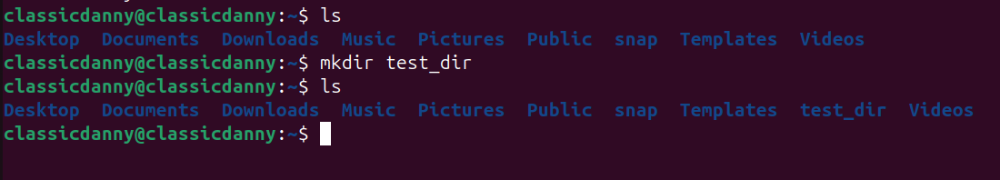 classicdanny@classicdanny:~$ ls
Desktop  Documents  Downloads  Music  Pictures  Public  snap  Templates  Videos
classicdanny@classicdanny:~$ mkdir test_dir
classicdanny@classicdanny:~$ ls
Desktop  Documents  Downloads  Music  Pictures  Public  snap  Templates  test_dir  Videos
classicdanny@classicdanny:~$